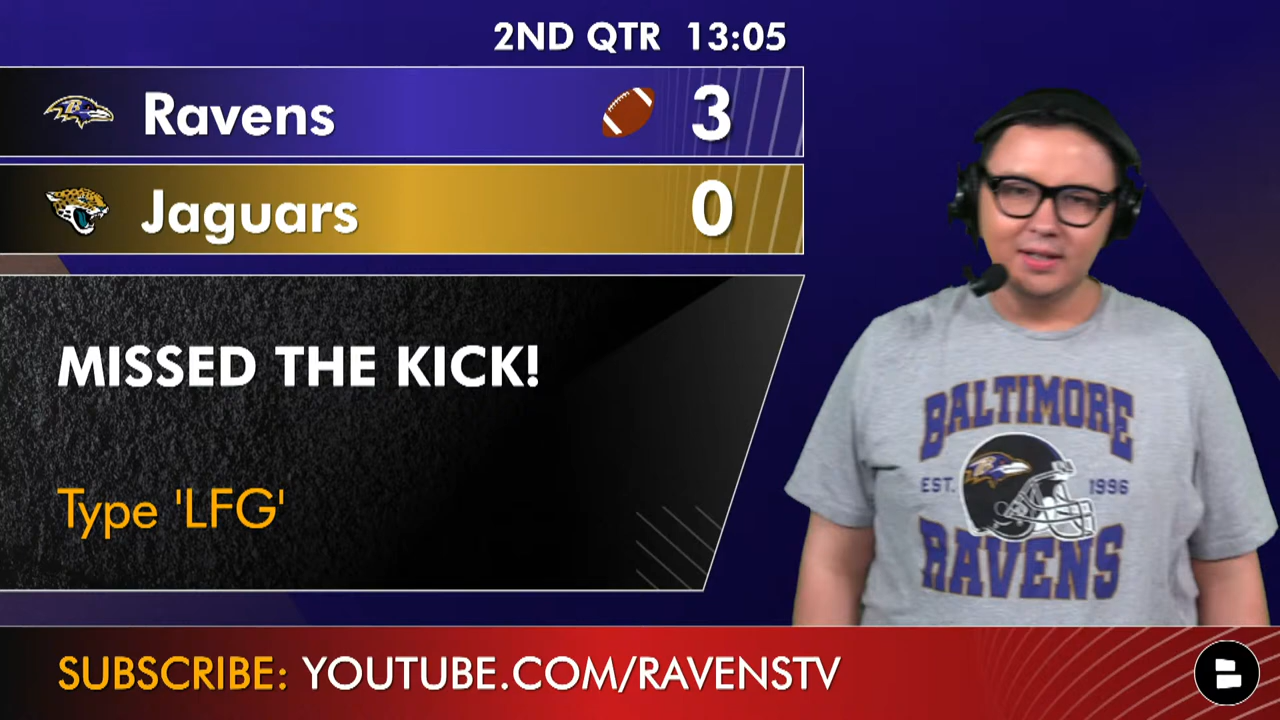 2ND QTR 13:05
Ravens 3
Jaguars 0
MISSED THE KICK!
Type 'LFG'
BALTIMORE
EST. 1996
RAVENS
SUBSCRIBE: YOUTUBE.COM/RAVENSTV